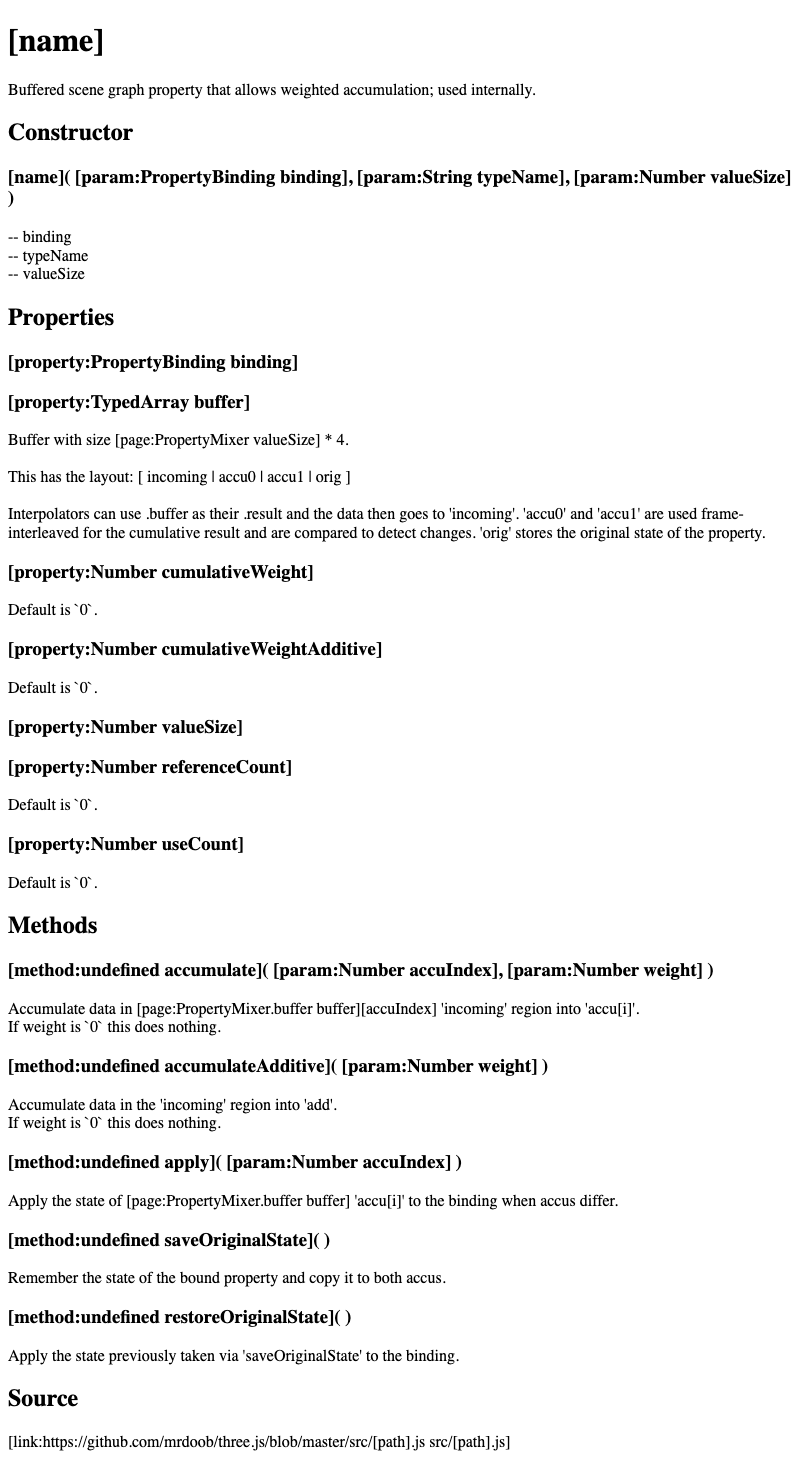 [name]
Buffered scene graph property that allows weighted accumulation; used internally.
Constructor
[name]( [param:PropertyBinding binding], [param:String typeName], [param:Number valueSize]
)
-- binding
-- typeName
-- valueSize
Properties
[property:PropertyBinding binding]
[property:TypedArray buffer]
Buffer with size [page:PropertyMixer valueSize] * 4.
This has the layout: [ incoming | accu0 | accu1 | orig ]
Interpolators can use .buffer as their .result and the data then goes to 'incoming'. 'accu0' and 'accu1' are used frame-
interleaved for the cumulative result and are compared to detect changes. 'orig' stores the original state of the property.
[property:Number cumulativeWeight]
Default is `0`.
[property:Number cumulativeWeightAdditive]
Default is `0`.
[property:Number valueSize]
[property:Number referenceCount]
Default is `0`.
[property:Number useCount]
Default is `0`.
Methods
[method:undefined accumulate]( [param:Number accuIndex], [param:Number weight] )
Accumulate data in [page:PropertyMixer.buffer buffer][accuIndex] 'incoming' region into 'accu[i]'.
If weight is `0` this does nothing.
[method:undefined accumulateAdditive]( [param:Number weight] )
Accumulate data in the 'incoming' region into 'add'.
If weight is `0` this does nothing.
[method:undefined apply]( [param:Number accuIndex] )
Apply the state of [page:PropertyMixer.buffer buffer] 'accu[i]' to the binding when accus differ.
[method:undefined saveOriginalState]( )
Remember the state of the bound property and copy it to both accus.
[method:undefined restoreOriginalState]( )
Apply the state previously taken via 'saveOriginalState' to the binding.
Source
[link:https://github.com/mrdoob/three.js/blob/master/src/[path].js src/[path].js]